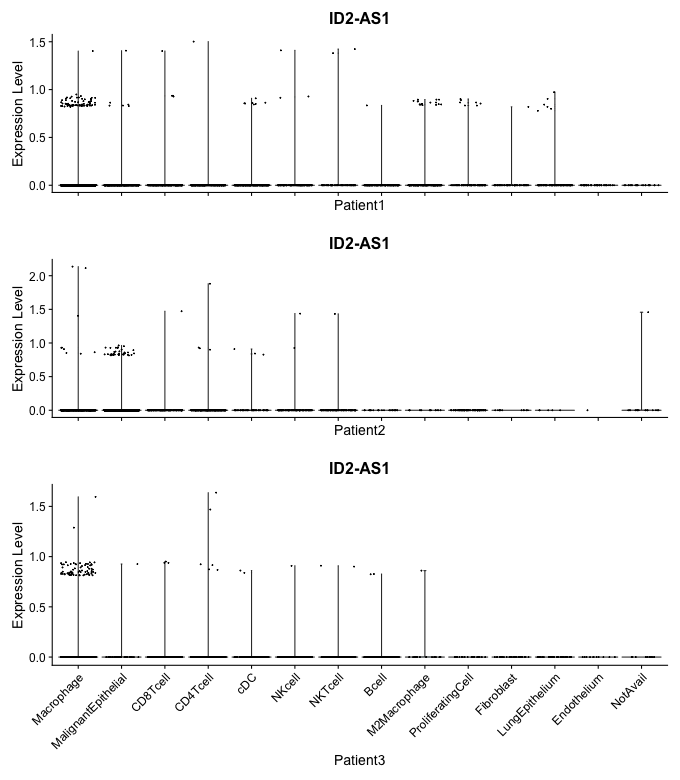 ID2-AS1
Expression Level
1.5
1.0
0.5
0.0
Patient1
ID2-AS1
Expression Level
2.0
1.5
1.0
0.5
0.0
Patient2
ID2-AS1
Expression Level
1.5
1.0
0.5
0.0
Macrophage
MalignantEpithelial
CD8Tcell
CD4Tcell
cDC
NKcell
NKTcell
Bcell
M2Macrophage
ProliferatingCell
Fibroblast
LungEpithelium
Endothelium
NotAvail
Patient3